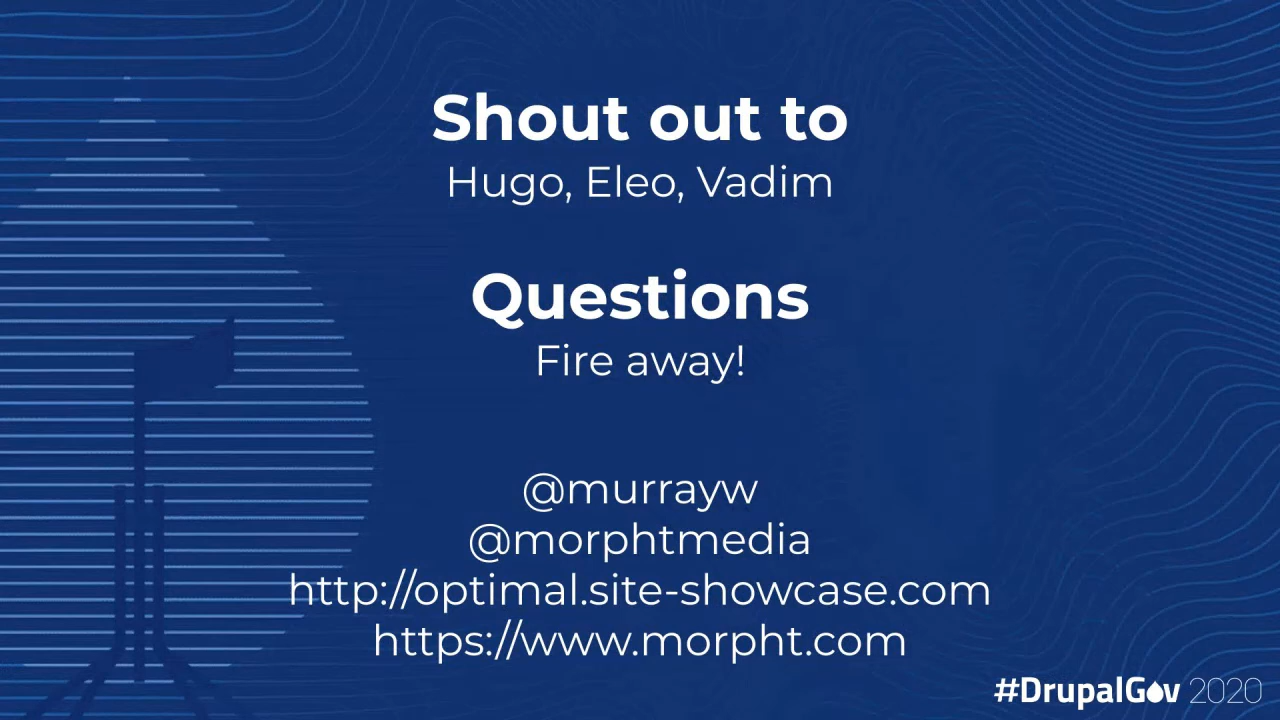 Shout out to
Hugo, Eleo, Vadim
Questions
Fire away!
@murrayw
@morphtmedia
http://optimal.site-showcase.com
https://www.morpht.com
#DrupalGov 2020